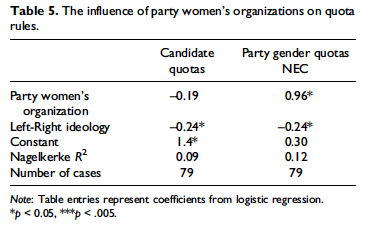 Table 5. The influence of party women's organizations on quota
rules.
Candidate quotas Party gender quotas NEC
Party women's organization –0.19 0.96*
Left-Right ideology –0.24* –0.24*
Constant 1.4* 0.30
Nagelkerke R² 0.09 0.12
Number of cases 79 79
Note: Table entries represent coefficients from logistic regression.
*p < 0.05, ***p < .005.